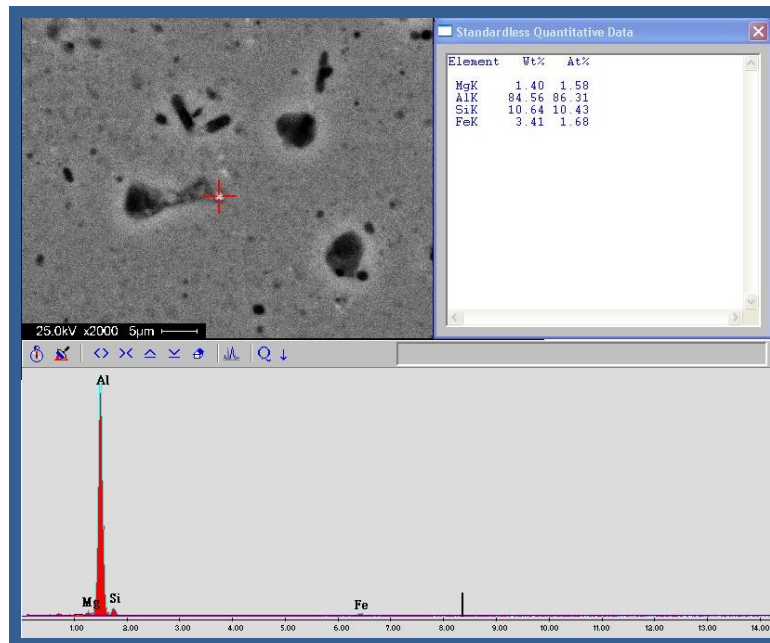 Standardless Quantitative Data
Element Wt% At%
MgK 1.40 1.58
AlK 84.56 86.31
SiK 10.64 10.43
FeK 3.41 1.68
25.0kV x2000 5µm
Q
Al
Mg Si Fe
1.00 2.00 3.00 4.00 5.00 6.00 7.00 8.00 9.00 10.00 11.00 12.00 13.00 14.00